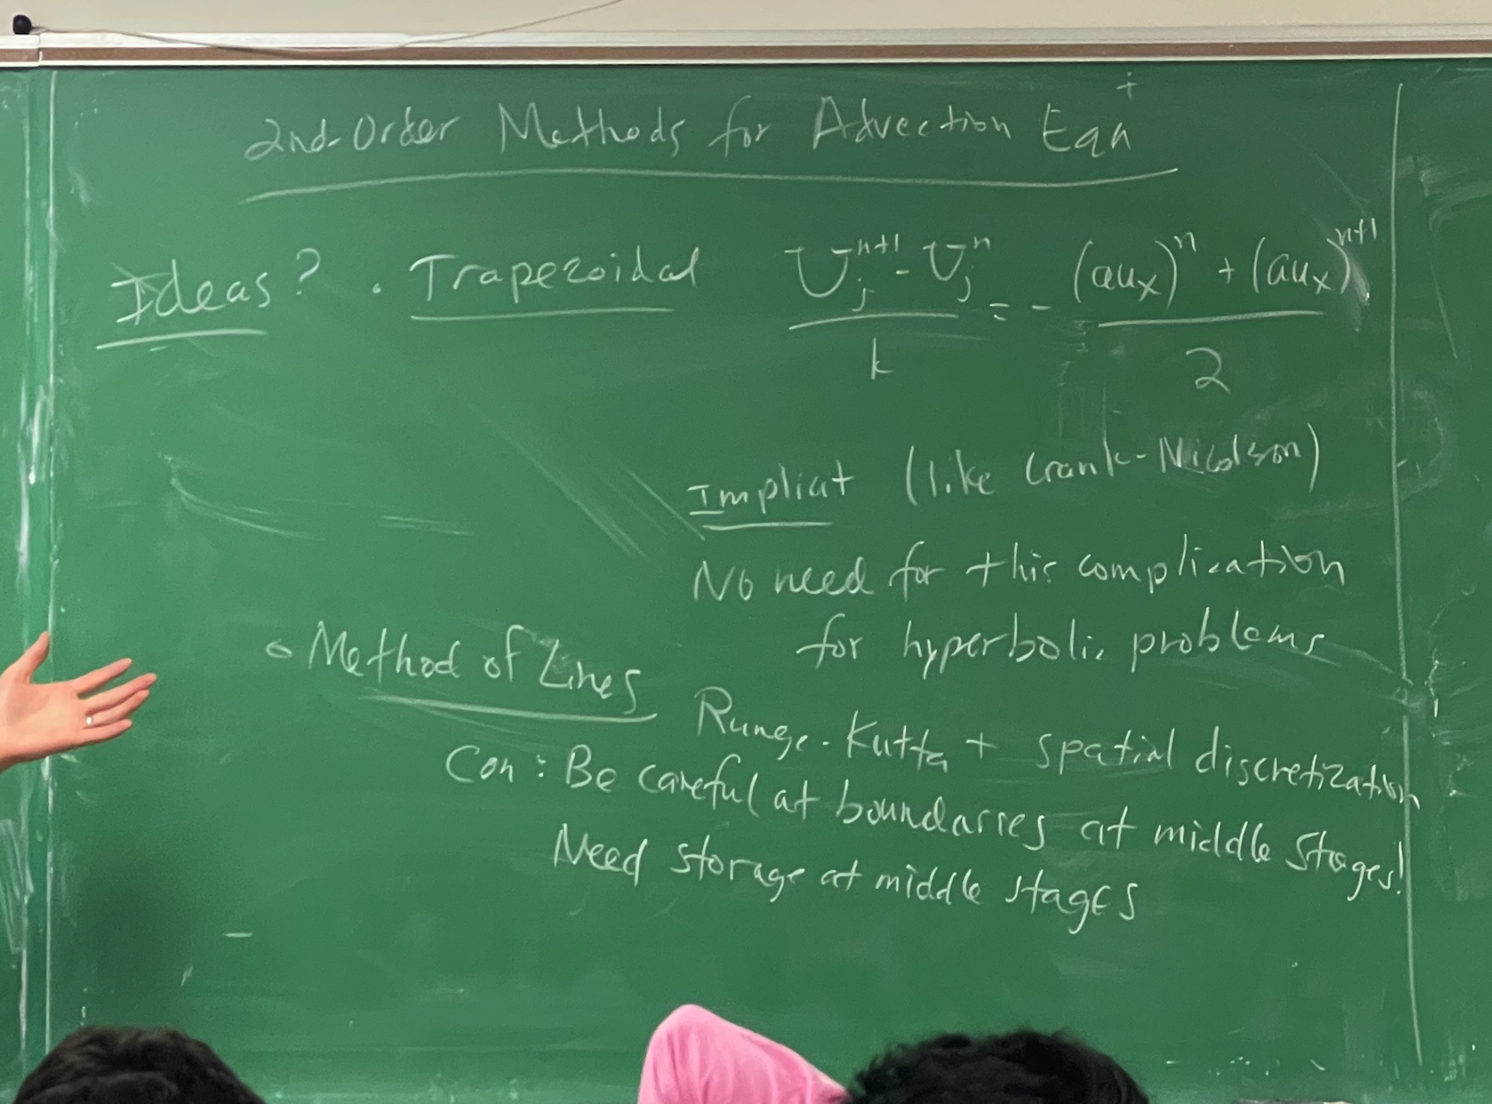 2nd-Order Methods for Advection Eqn
Ideas? • Trapezoidal (U_j^{n+1} - U_j^n)/k = - ((au_x)^n + (au_x)^{n+1})/2
Implicit (like Crank-Nicolson)
No need for this complication
for hyperbolic problems
• Method of Lines
Runge-Kutta + spatial discretization
Con: Be careful at boundaries at middle stages!
Need storage at middle stages